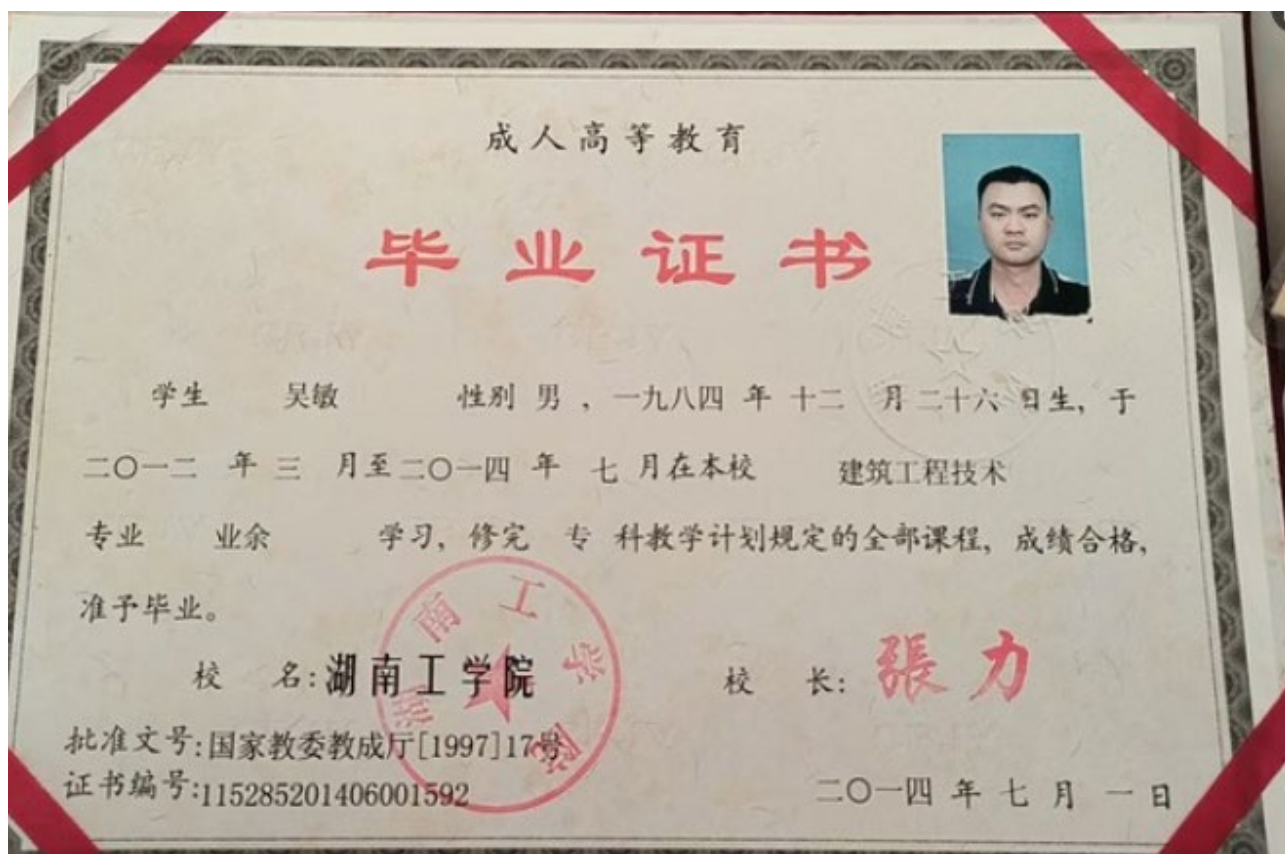 成人高等教育
毕业证书
学生 吴敏 性别 男 , 一九八四 年 十二 月 二十六 日生, 于
二〇一二 年 三 月至 二〇一四 年 七 月在本校 建筑工程技术
专业 业余 学习, 修完 专 科教学计划规定的全部课程, 成绩合格,
准予毕业。
校 名: 湖南工学院 校 长: 張力
湖南工学院
批准文号:国家教委教成厅[1997]17号
证书编号:115285201406001592
二〇一四 年 七 月 一 日